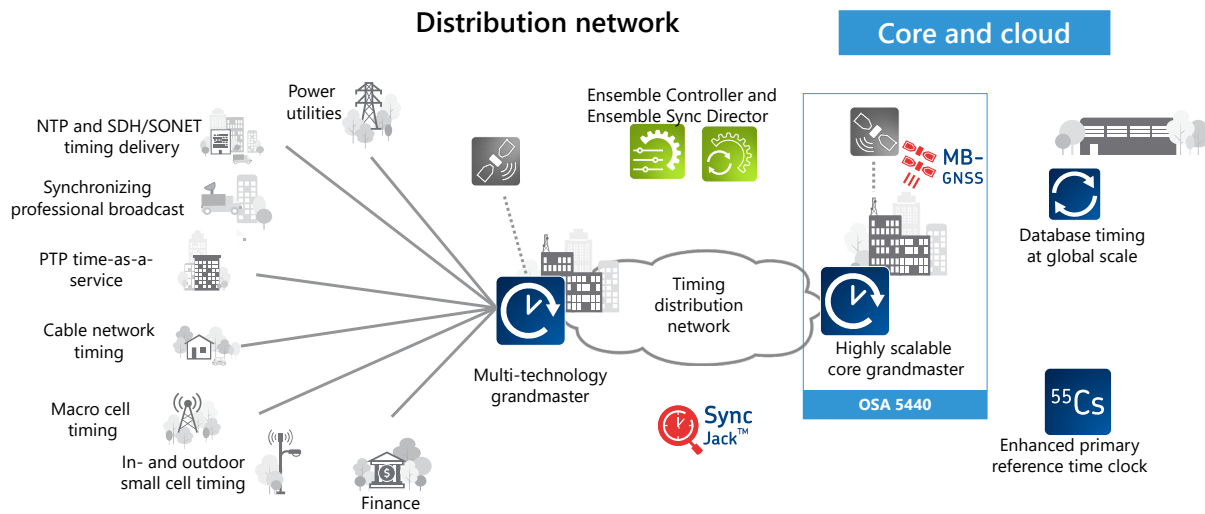 Distribution network
Core and cloud
Power
utilities
NTP and SDH/SONET
timing delivery
Synchronizing
professional broadcast
PTP time-as-a-
service
Cable network
timing
Macro cell
timing
In- and outdoor
small cell timing
Finance
Multi-technology
grandmaster
Ensemble Controller and
Ensemble Sync Director
Timing
distribution
network
Sync
Jack™
MB-
GNSS
Highly scalable
core grandmaster
OSA 5440
Database timing
at global scale
⁵⁵Cs
Enhanced primary
reference time clock